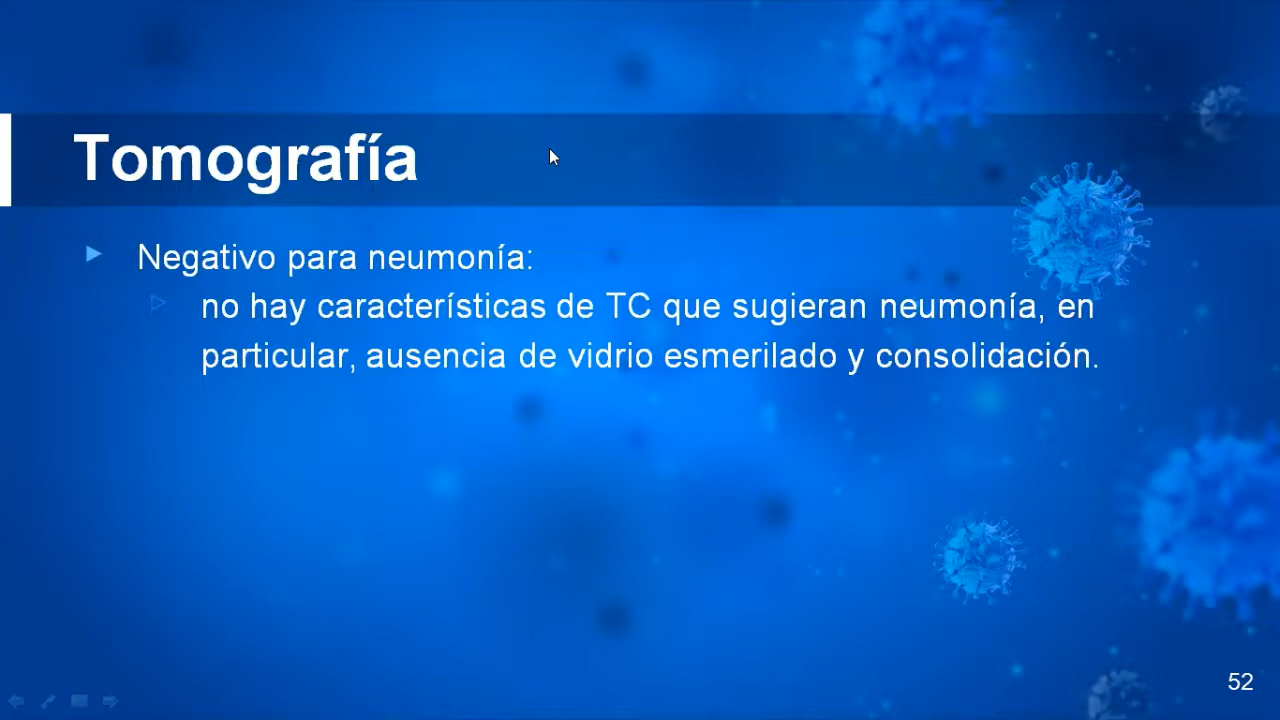 Tomografía
Negativo para neumonía:
no hay características de TC que sugieran neumonía, en
particular, ausencia de vidrio esmerilado y consolidación.
52